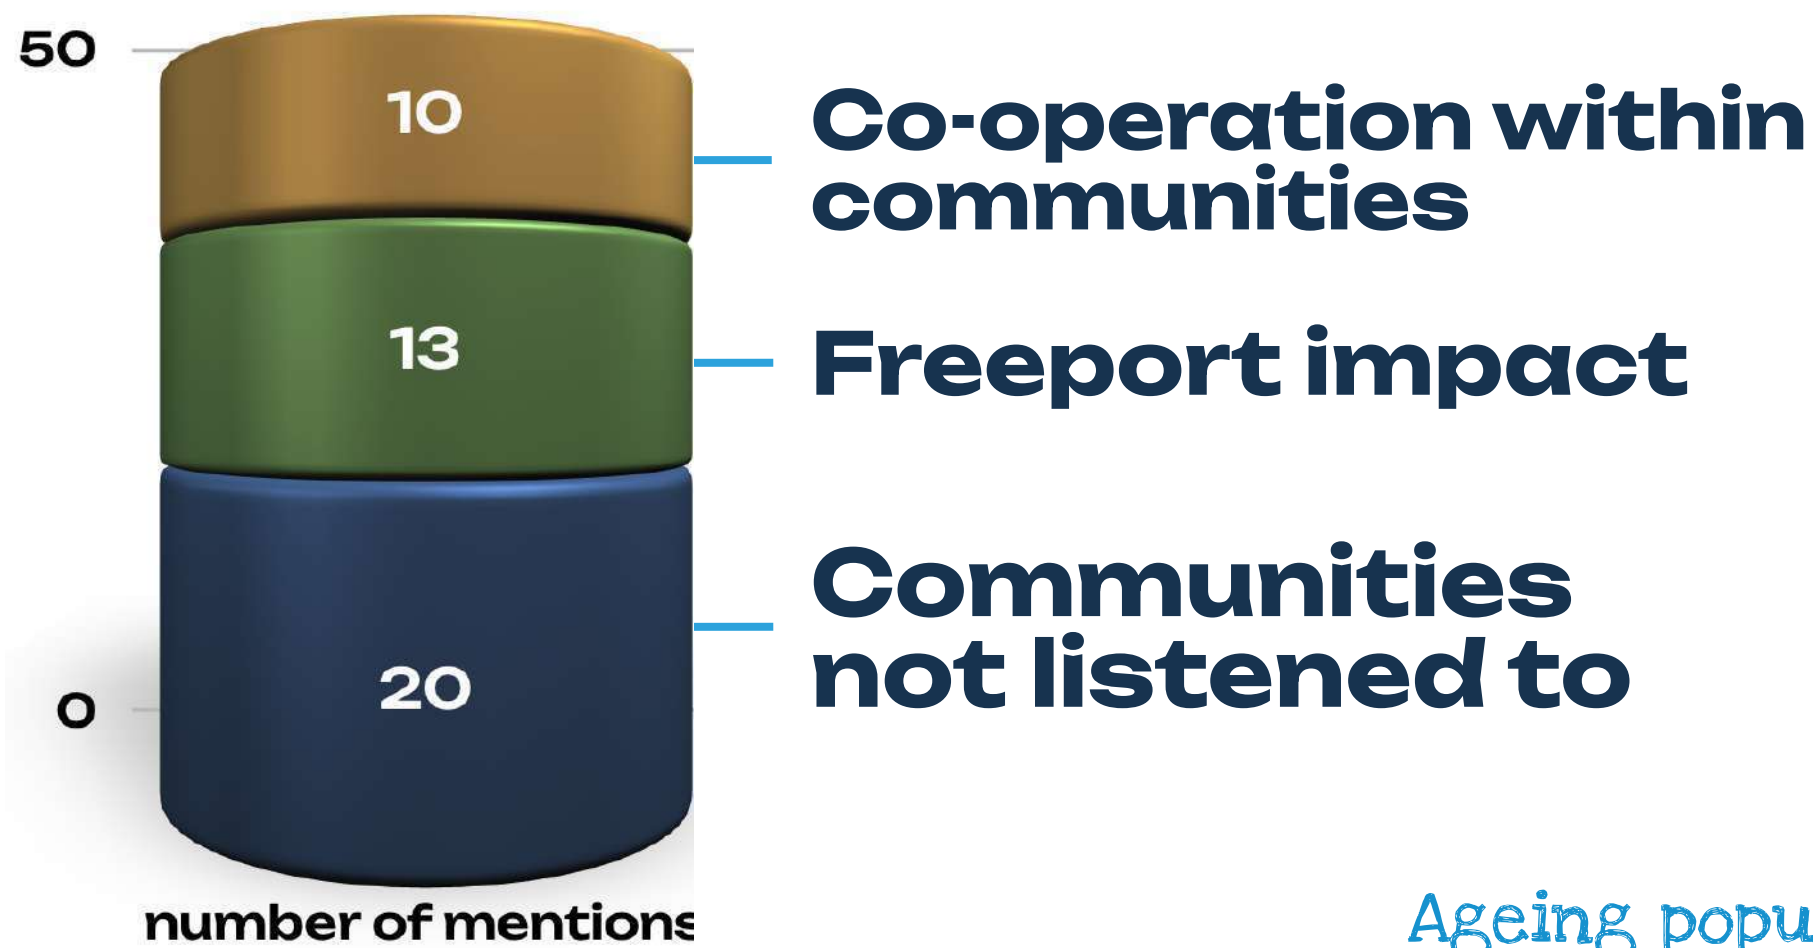 50
10
Co-operation within
communities
13
Freeport impact
Communities
not listened to
20
0
number of mentions
Ageing popu